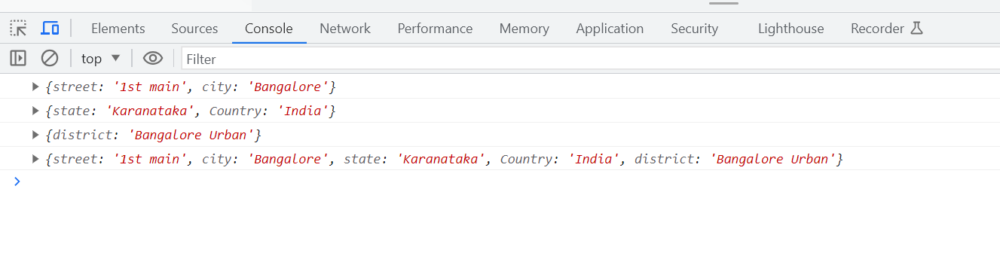 Elements Sources Console Network Performance Memory Application Security Lighthouse Recorder
top Filter
{street: '1st main', city: 'Bangalore'}
{state: 'Karanataka', Country: 'India'}
{district: 'Bangalore Urban'}
{street: '1st main', city: 'Bangalore', state: 'Karanataka', Country: 'India', district: 'Bangalore Urban'}